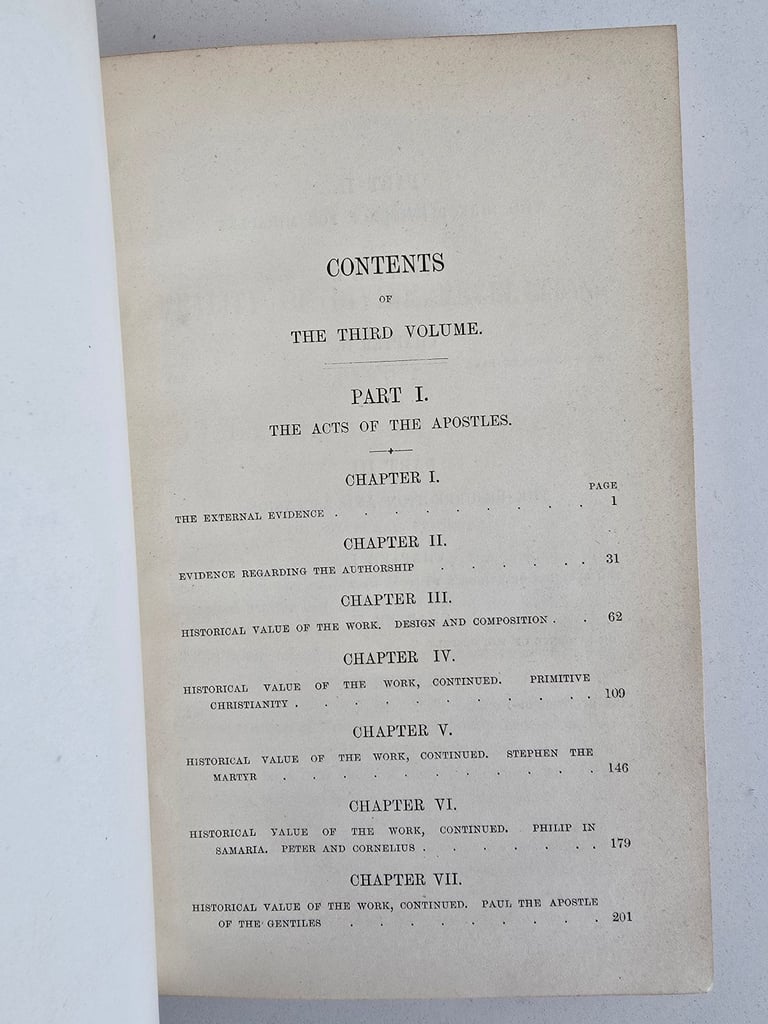 CONTENTS
OF
THE THIRD VOLUME.
PART I.
THE ACTS OF THE APOSTLES.
CHAPTER I.
PAGE
THE EXTERNAL EVIDENCE . . . . . . . . . 1
CHAPTER II.
EVIDENCE REGARDING THE AUTHORSHIP . . . . . . 31
CHAPTER III.
HISTORICAL VALUE OF THE WORK. DESIGN AND COMPOSITION . . 62
CHAPTER IV.
HISTORICAL VALUE OF THE WORK, CONTINUED. PRIMITIVE
CHRISTIANITY . . . . . . . . . . . 109
CHAPTER V.
HISTORICAL VALUE OF THE WORK, CONTINUED. STEPHEN THE
MARTYR . . . . . . . . . . . 146
CHAPTER VI.
HISTORICAL VALUE OF THE WORK, CONTINUED. PHILIP IN
SAMARIA. PETER AND CORNELIUS . . . . . . . 179
CHAPTER VII.
HISTORICAL VALUE OF THE WORK, CONTINUED. PAUL THE APOSTLE
OF THE GENTILES . . . . . . . . . 201